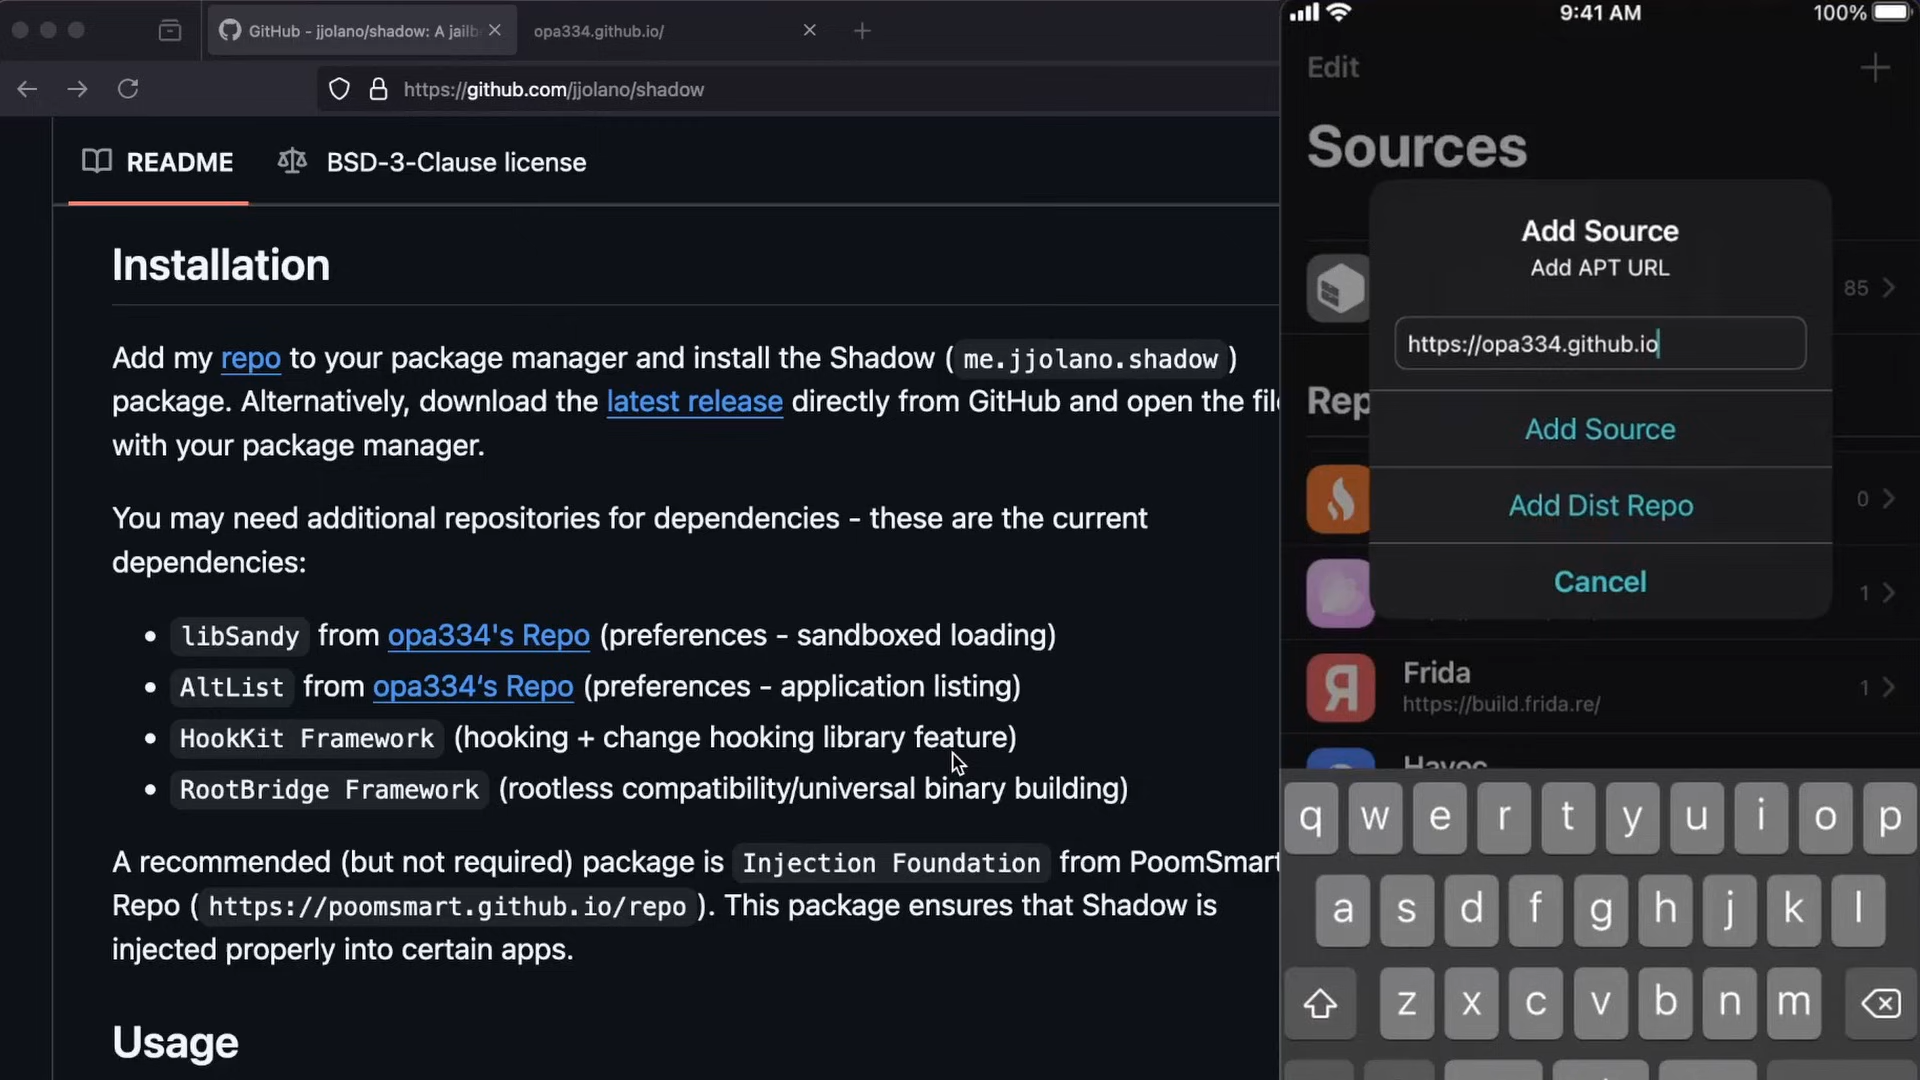 GitHub - jjolano/shadow: A jailb
opa334.github.io/
https://github.com/jjolano/shadow
README
BSD-3-Clause license
Installation
Add my repo to your package manager and install the Shadow ( me.jjolano.shadow )
package. Alternatively, download the latest release directly from GitHub and open the file
with your package manager.
You may need additional repositories for dependencies - these are the current
dependencies:
• libSandy from opa334's Repo (preferences - sandboxed loading)
• AltList from opa334's Repo (preferences - application listing)
• HookKit Framework (hooking + change hooking library feature)
• RootBridge Framework (rootless compatibility/universal binary building)
A recommended (but not required) package is Injection Foundation from PoomSmart
Repo ( https://poomsmart.github.io/repo ). This package ensures that Shadow is
injected properly into certain apps.
Usage
9:41 AM
100%
Edit
Sources
Add Source
Add APT URL
85
https://opa334.github.io
Rep
Add Source
Add Dist Repo
0
Cancel
1
Frida
https://build.frida.re/
1
Havoc
q w e r t y u i o p
a s d f g h j k l
z x c v b n m